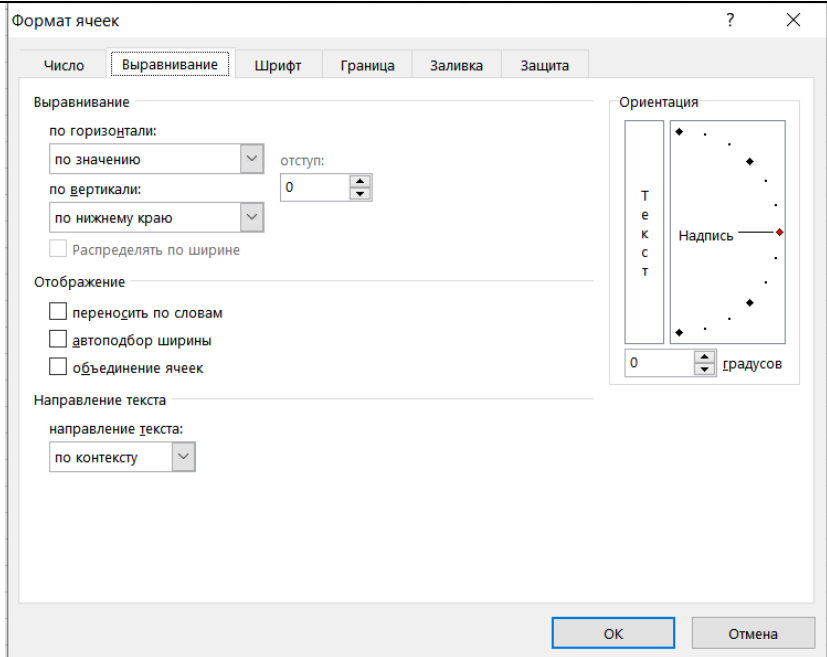 Формат ячеек ?
Число Выравнивание Шрифт Граница Заливка Защита
Выравнивание
по горизонтали:
по значению
отступ:
0
по вертикали:
по нижнему краю
Распределять по ширине
Отображение
переносить по словам
автоподбор ширины
объединение ячеек
Направление текста
направление текста:
по контексту
Ориентация
Текст
Надпись
0 градусов
ОК Отмена